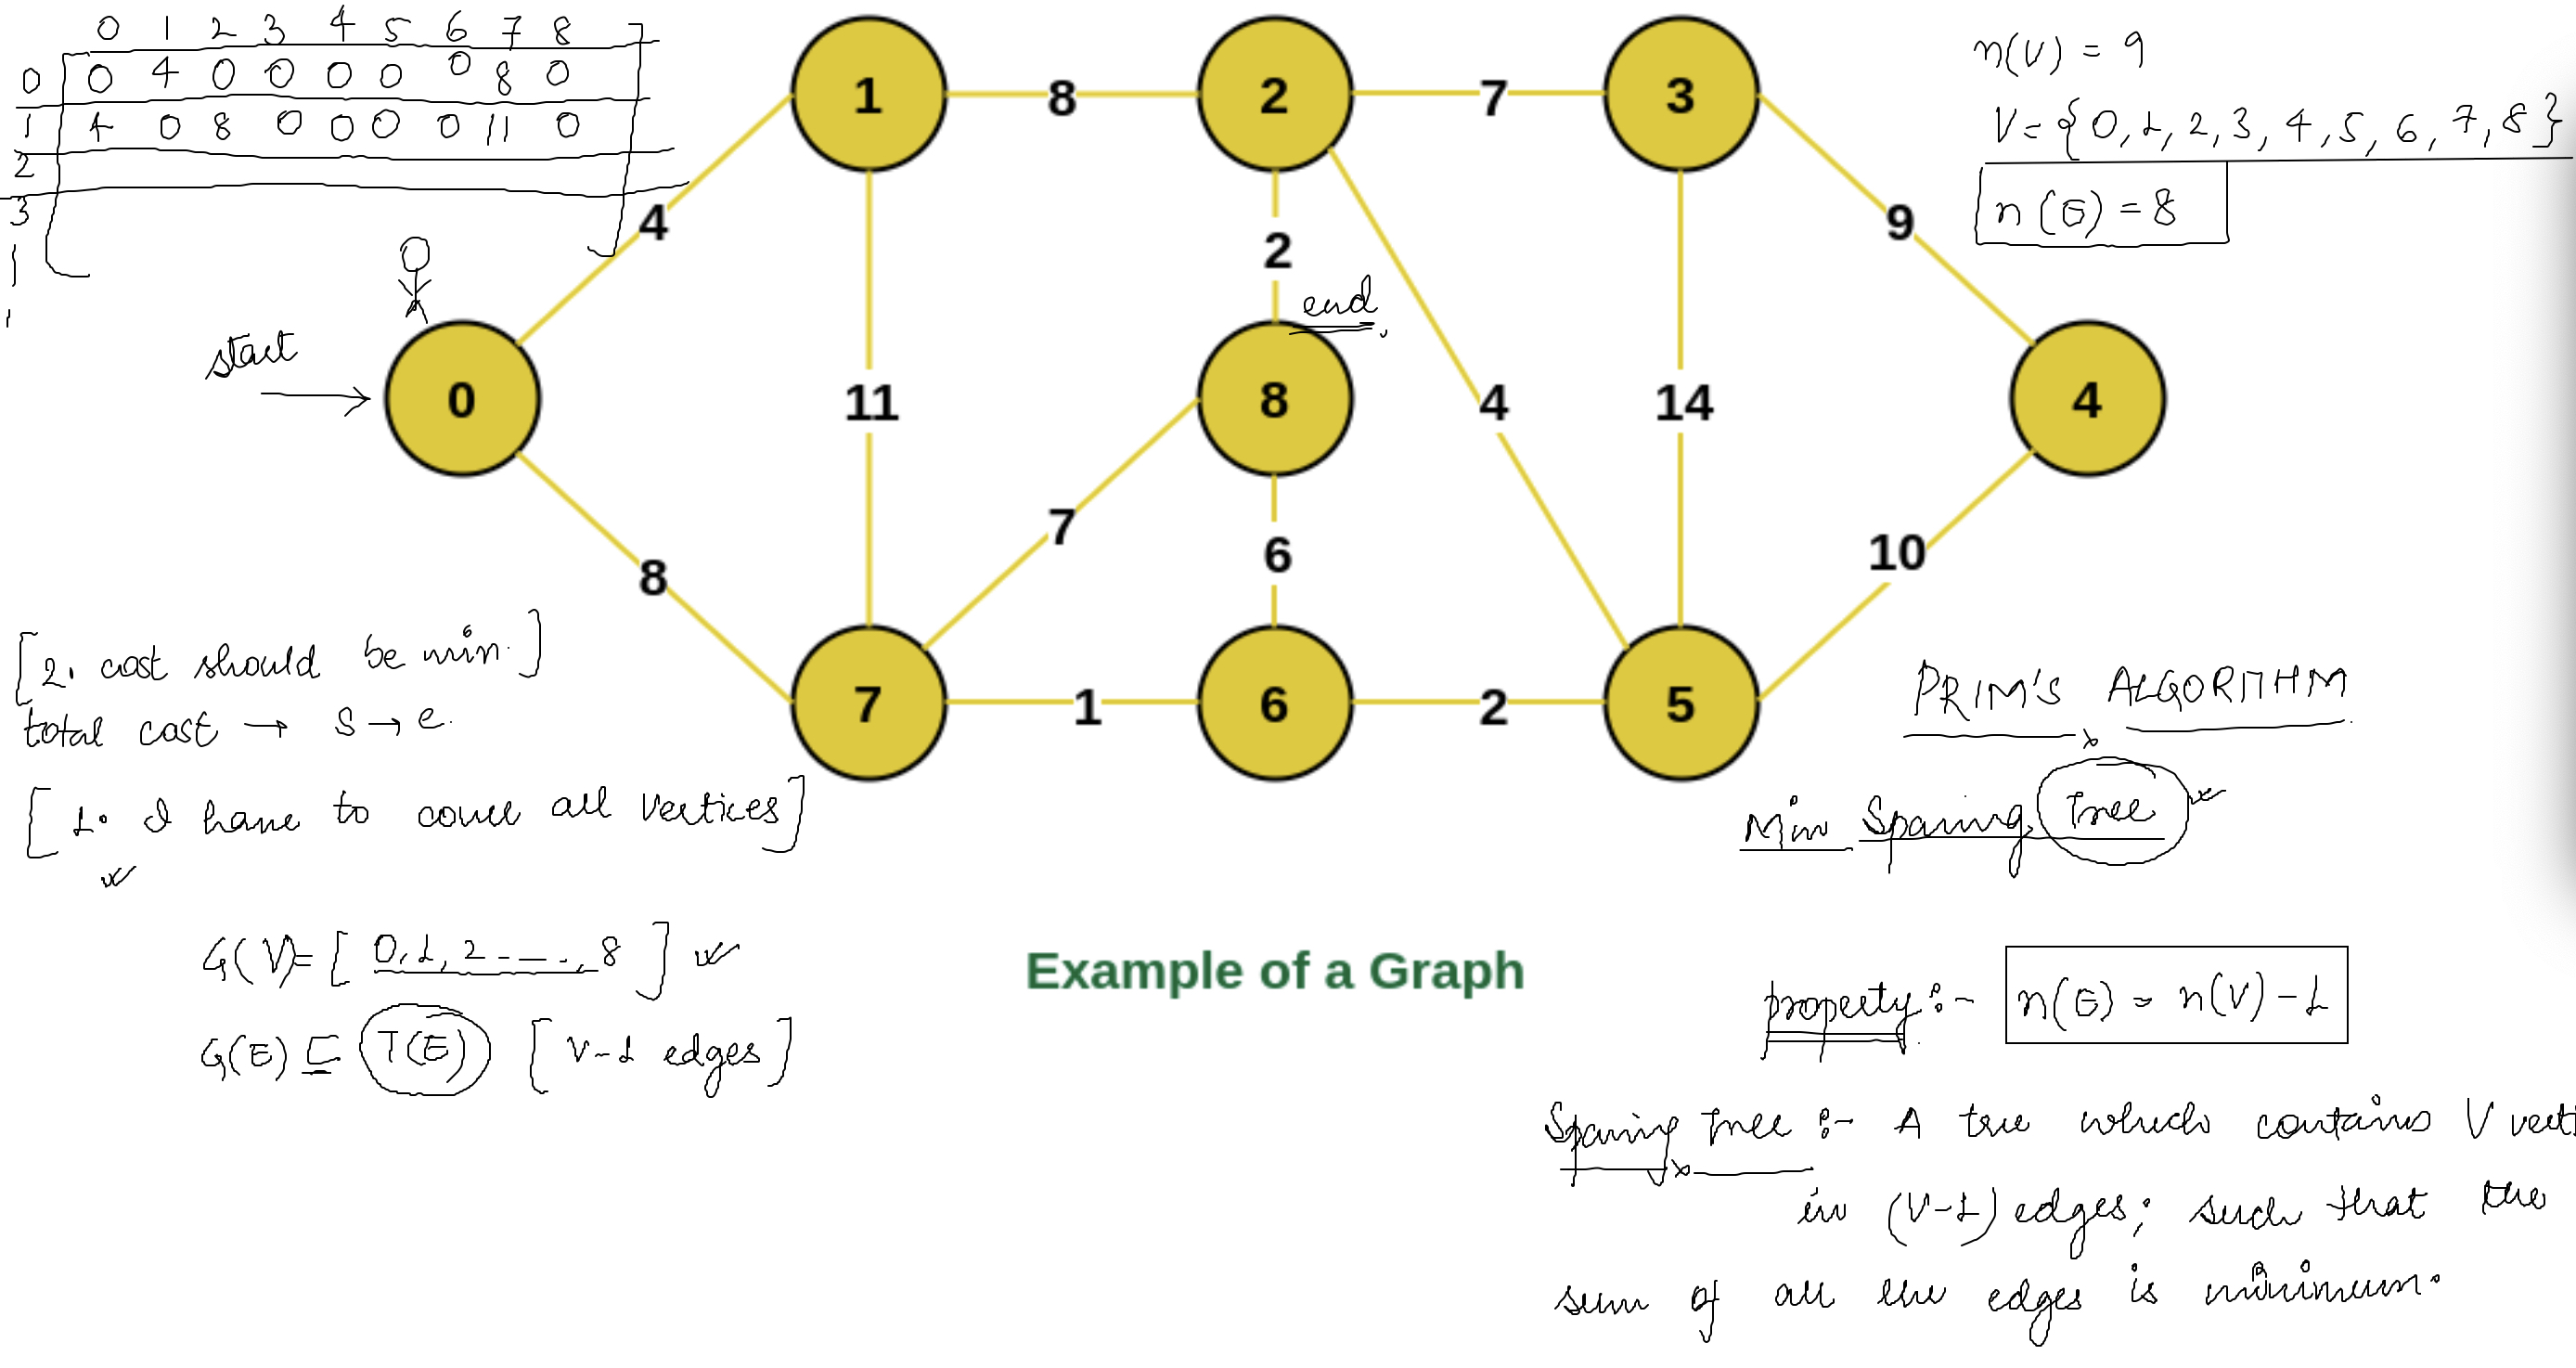 0 1 2 3 4 5 6 7 8
0 0 4 0 0 0 0 0 8 0
1 4 0 8 0 0 0 0 11 0
2
3
n(V) = 9
V = {0, 1, 2, 3, 4, 5, 6, 7, 8}
n(E) = 8
1 8 2 7 3
4 2 9
end
start
0 11 8 4 14 4
7 6 10
8
7 1 6 2 5
[2. cost should be min.]
total cost → s → e.
[1. I have to cover all vertices]
PRIM'S ALGORITHM
Min Spaning Tree
G(V)= [0,1,2 - - - ., 8]
G(E) ⊆ T(E) [V-1 edges]
Example of a Graph
property :- n(E) = n(V) - 1
Spaning Tree :- A tree which contains V
in (V-1) edges; such that the
sum of all the edges is minimum.